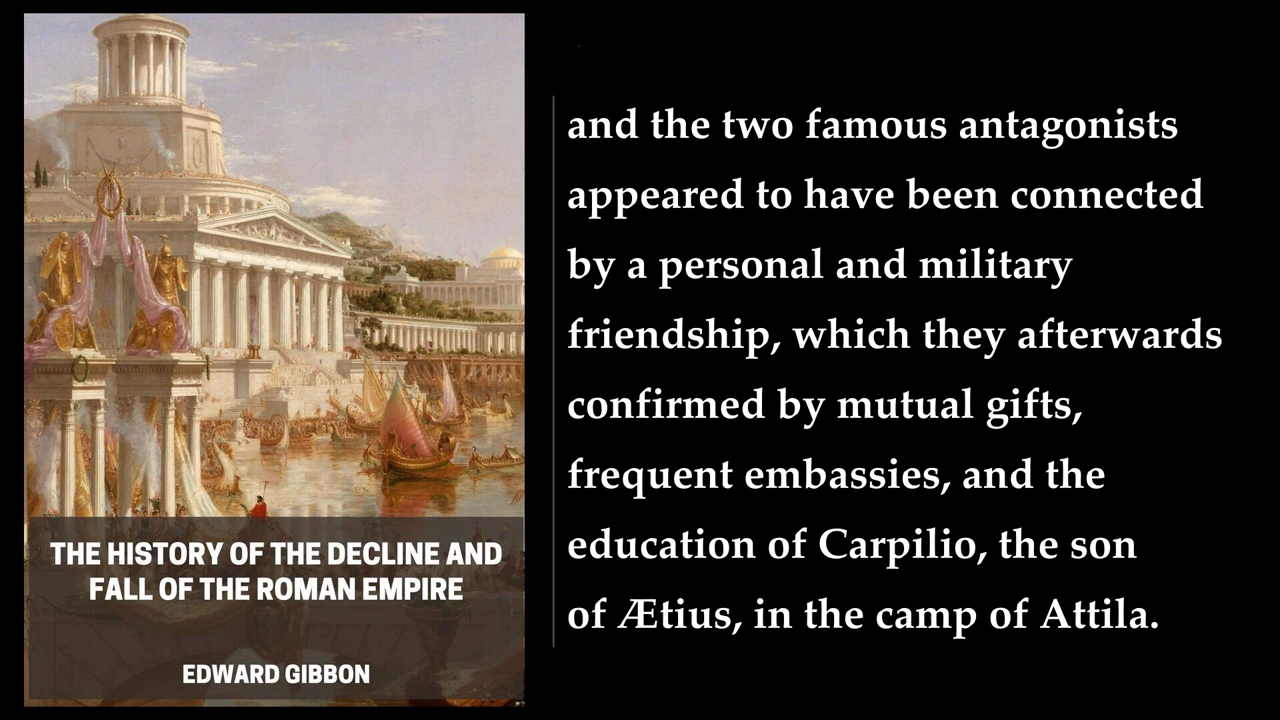 THE HISTORY OF THE DECLINE AND
FALL OF THE ROMAN EMPIRE
EDWARD GIBBON
and the two famous antagonists
appeared to have been connected
by a personal and military
friendship, which they afterwards
confirmed by mutual gifts,
frequent embassies, and the
education of Carpilio, the son
of Ætius, in the camp of Attila.